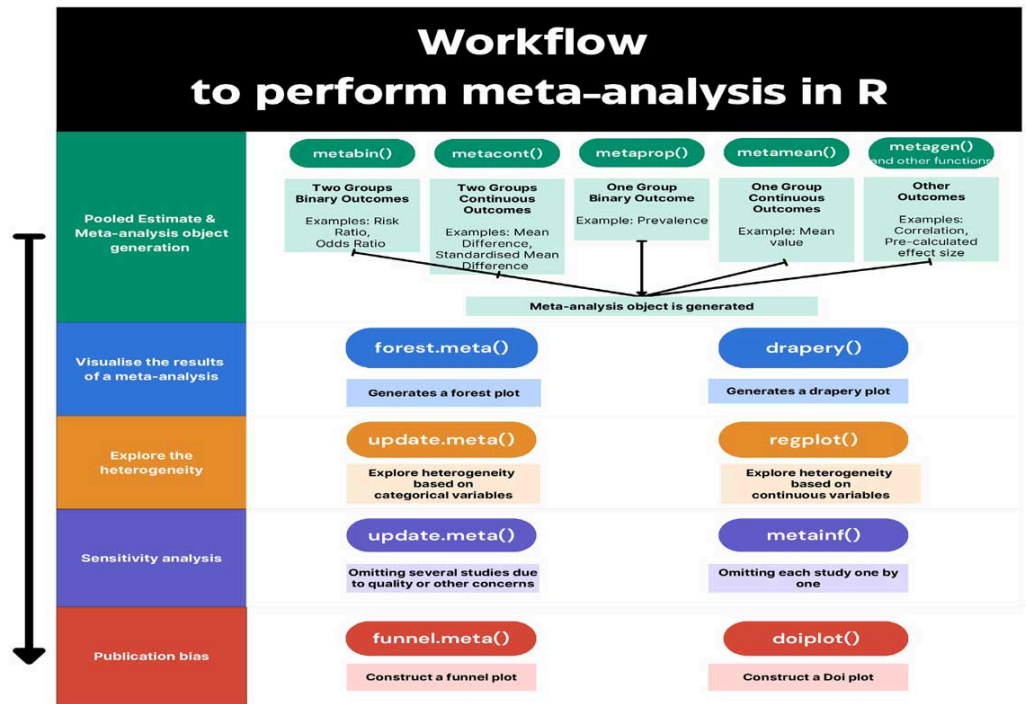 Workflow
to perform meta-analysis in R
Pooled Estimate &
Meta-analysis object
generation
metabin()
Two Groups
Binary Outcomes
Examples: Risk
Ratio,
Odds Ratio
metacont()
Two Groups
Continuous
Outcomes
Examples: Mean
Difference,
Standardised Mean
Difference
metaprop()
One Group
Binary Outcome
Example: Prevalence
metamean()
One Group
Continuous
Outcomes
Example: Mean
value
metagen()
and other functions
Other
Outcomes
Examples:
Correlation,
Pre-calculated
effect size
Meta-analysis object is generated
Visualise the results
of a meta-analysis
forest.meta()
Generates a forest plot
drapery()
Generates a drapery plot
Explore the
heterogeneity
update.meta()
Explore heterogeneity
based on
categorical variables
regplot()
Explore heterogeneity
based on
continuous variables
Sensitivity analysis
update.meta()
Omitting several studies due
to quality or other concerns
metainf()
Omitting each study one by
one
Publication bias
funnel.meta()
Construct a funnel plot
doiplot()
Construct a Doi plot